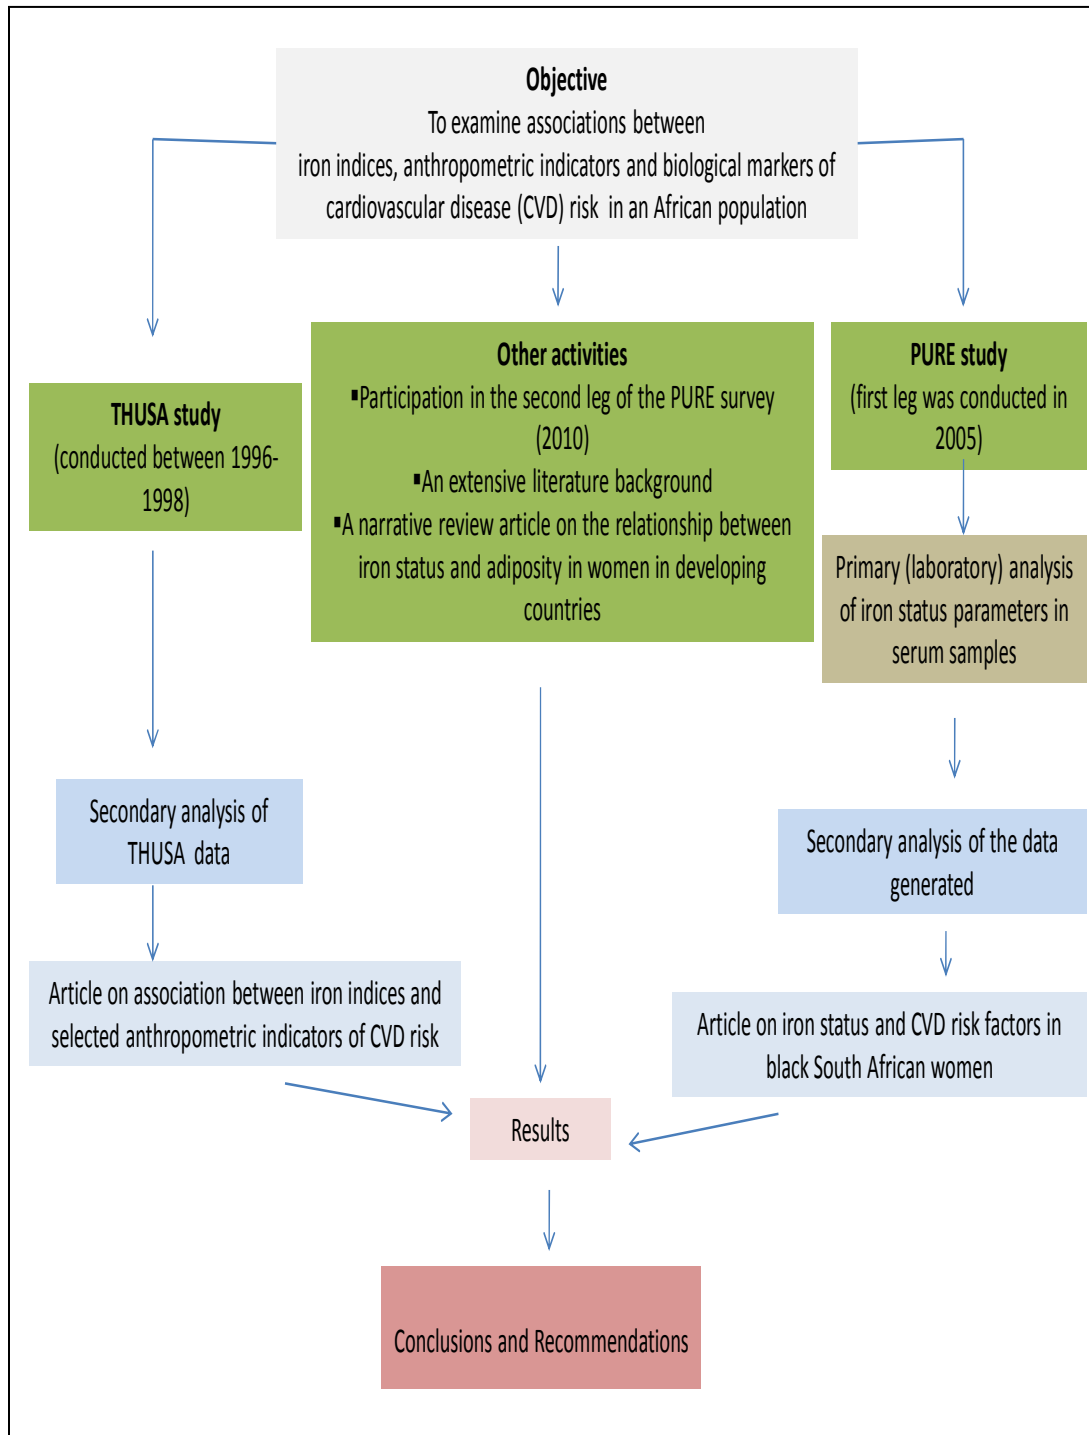 Objective
To examine associations between
iron indices, anthropometric indicators and biological markers of
cardiovascular disease (CVD) risk in an African population
Other activities
▪Participation in the second leg of the PURE survey
(2010)
▪An extensive literature background
▪A narrative review article on the relationship between
iron status and adiposity in women in developing
countries
PURE study
(first leg was conducted in
2005)
THUSA study
(conducted between 1996-
1998)
Primary (laboratory) analysis
of iron status parameters in
serum samples
Secondary analysis of
THUSA data
Secondary analysis of the data
generated
Article on association between iron indices and
selected anthropometric indicators of CVD risk
Article on iron status and CVD risk factors in
black South African women
Results
Conclusions and Recommendations